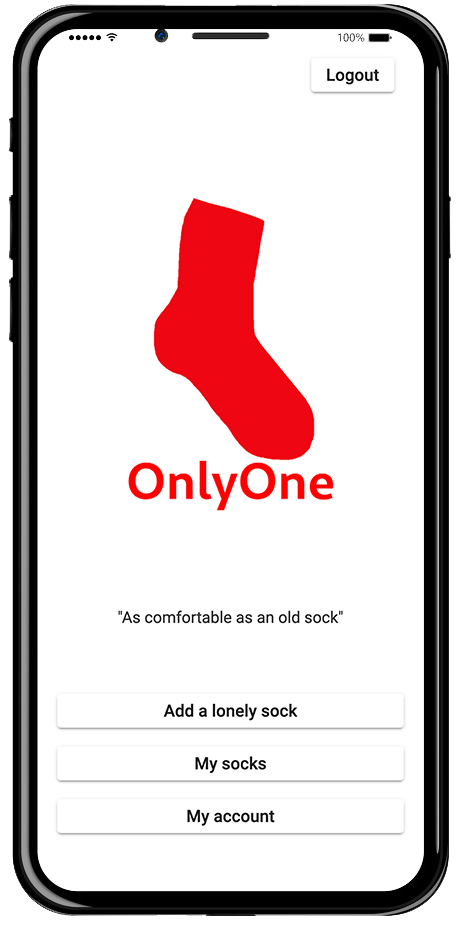 100%
Logout
OnlyOne
"As comfortable as an old sock"
Add a lonely sock
My socks
My account